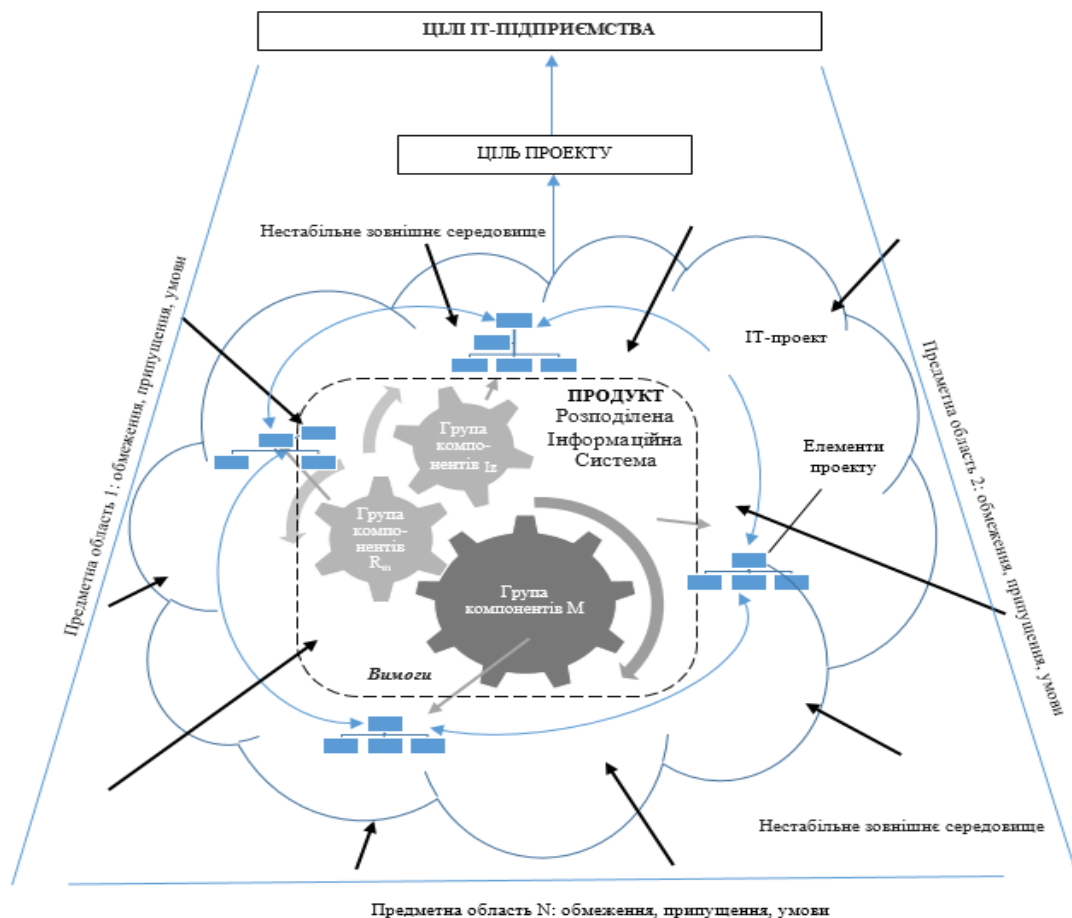 ЦІЛІ ІТ-ПІДПРИЄМСТВА
ЦІЛЬ ПРОЕКТУ
Нестабільне зовнішнє середовище
ІТ-проект
ПРОДУКТ
Розподілена
Інформаційна
Система
Група
компо-
нентів Iz
Елементи
проекту
Група
компо-
нентів
Rm
Група
компонентів М
Вимоги
Предметна область 1: обмеження, припущення, умови
Предметна область 2: обмеження, припущення, умови
Нестабільне зовнішнє середовище
Предметна область N: обмеження, припущення, умови